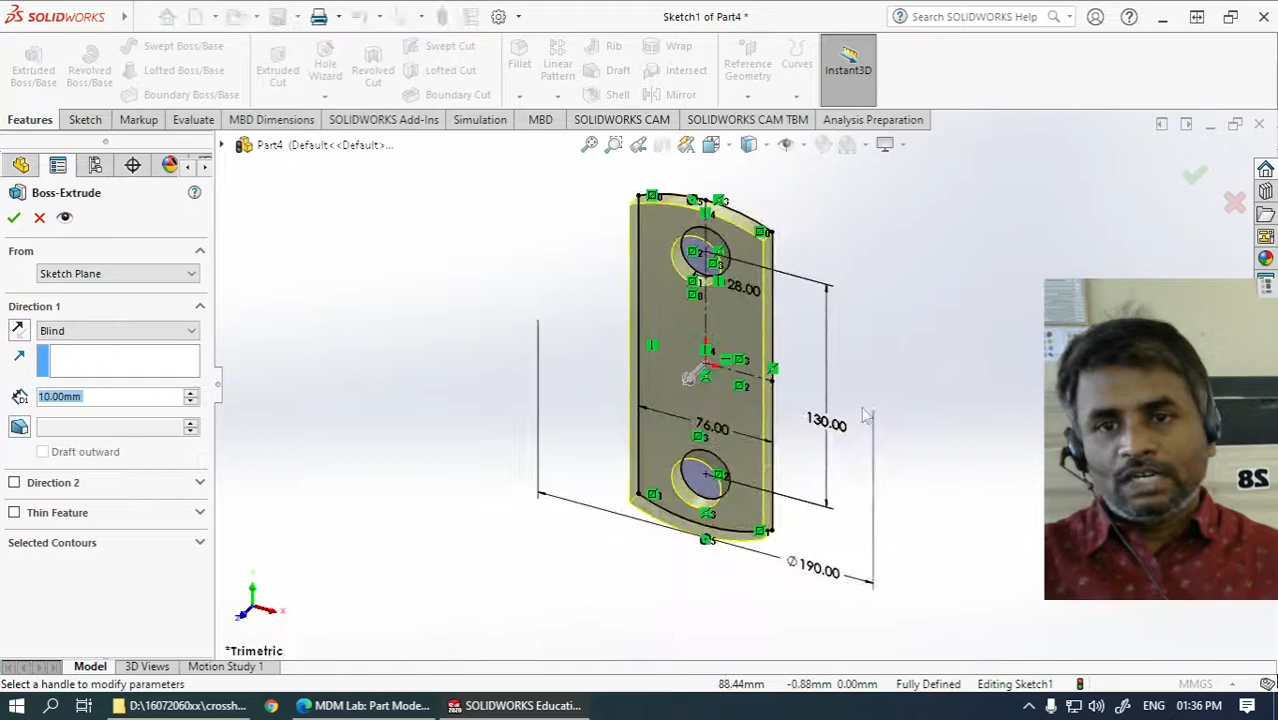 SOLIDWORKS
Sketch1 of Part4 *
Search SOLIDWORKS Help
Extruded Boss/Base
Revolved Boss/Base
Swept Boss/Base
Lofted Boss/Base
Boundary Boss/Base
Extruded Cut
Hole Wizard
Revolved Cut
Swept Cut
Lofted Cut
Boundary Cut
Fillet
Linear Pattern
Rib
Draft
Shell
Wrap
Intersect
Mirror
Reference Geometry
Curves
Instant3D
Features
Sketch
Markup
Evaluate
MBD Dimensions
SOLIDWORKS Add-Ins
Simulation
MBD
SOLIDWORKS CAM
SOLIDWORKS CAM TBM
Analysis Preparation
Part4 (Default<<Default>...
Boss-Extrude
From
Sketch Plane
Direction 1
Blind
10.00mm
Draft outward
Direction 2
Thin Feature
Selected Contours
28.00
76.00
130.00
Ø190.00
28
*Trimetric
Model
3D Views
Motion Study 1
Select a handle to modify parameters
88.44mm
-0.88mm 0.00mm
Fully Defined
Editing Sketch1
MMGS
D:\16072060xx\crossh...
MDM Lab: Part Mode...
SOLIDWORKS Educati...
ENG
01:36 PM